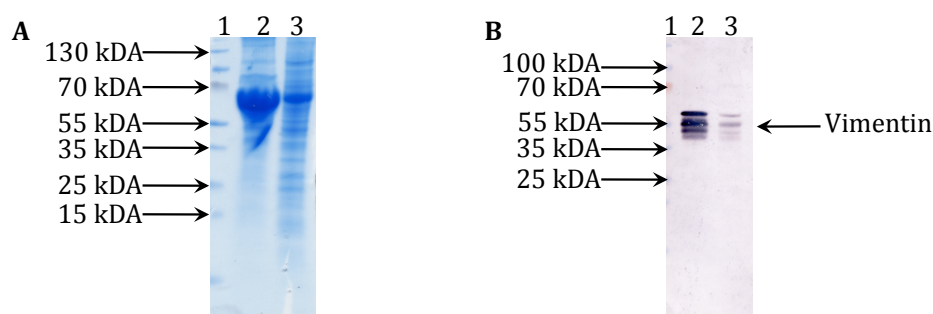 A
1 2 3
130 kDA
70 kDA
55 kDA
35 kDA
25 kDA
15 kDA
B
1 2 3
100 kDA
70 kDA
55 kDA
35 kDA
25 kDA
Vimentin